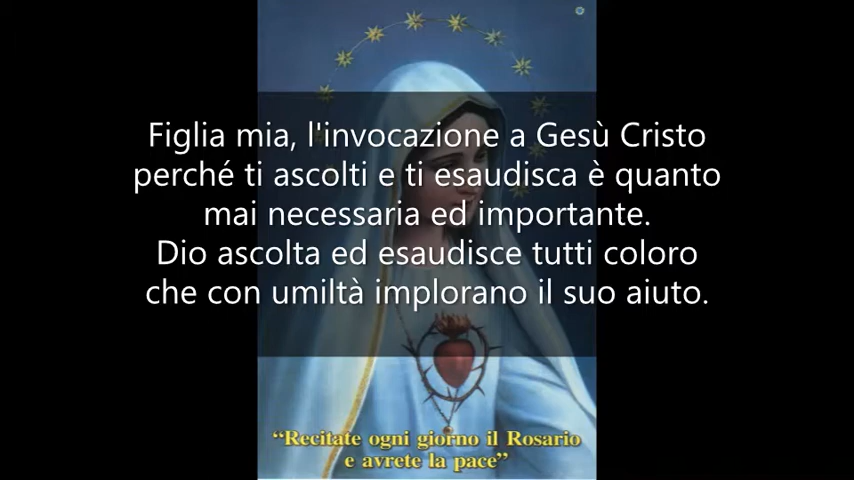 Figlia mia, l'invocazione a Gesù Cristo
perché ti ascolti e ti esaudisca è quanto
mai necessaria ed importante.
Dio ascolta ed esaudisce tutti coloro
che con umiltà implorano il suo aiuto.
“Recitate ogni giorno il Rosario
e avrete la pace”